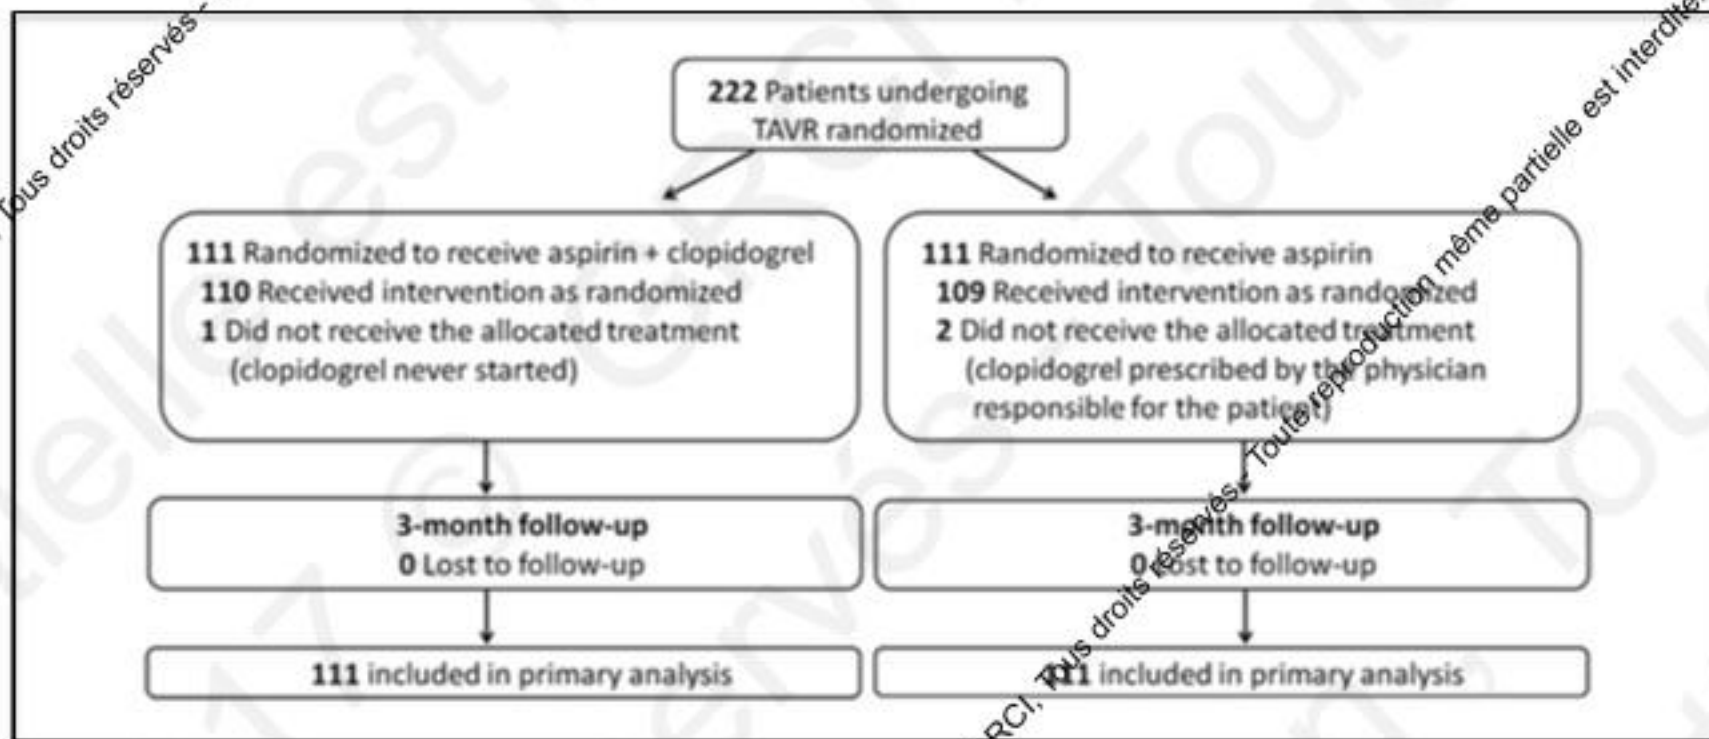 Tous droits réservés -
222 Patients undergoing
TAVR randomized
111 Randomized to receive aspirin + clopidogrel
110 Received intervention as randomized
1 Did not receive the allocated treatment
(clopidogrel never started)
111 Randomized to receive aspirin
109 Received intervention as randomized
2 Did not receive the allocated treatment
(clopidogrel prescribed by the physician
responsible for the patient)
3-month follow-up
0 Lost to follow-up
3-month follow-up
0 Lost to follow-up
111 included in primary analysis
111 included in primary analysis
RCI, Tous droits réservés - Toute reproduction même partielle est interdite